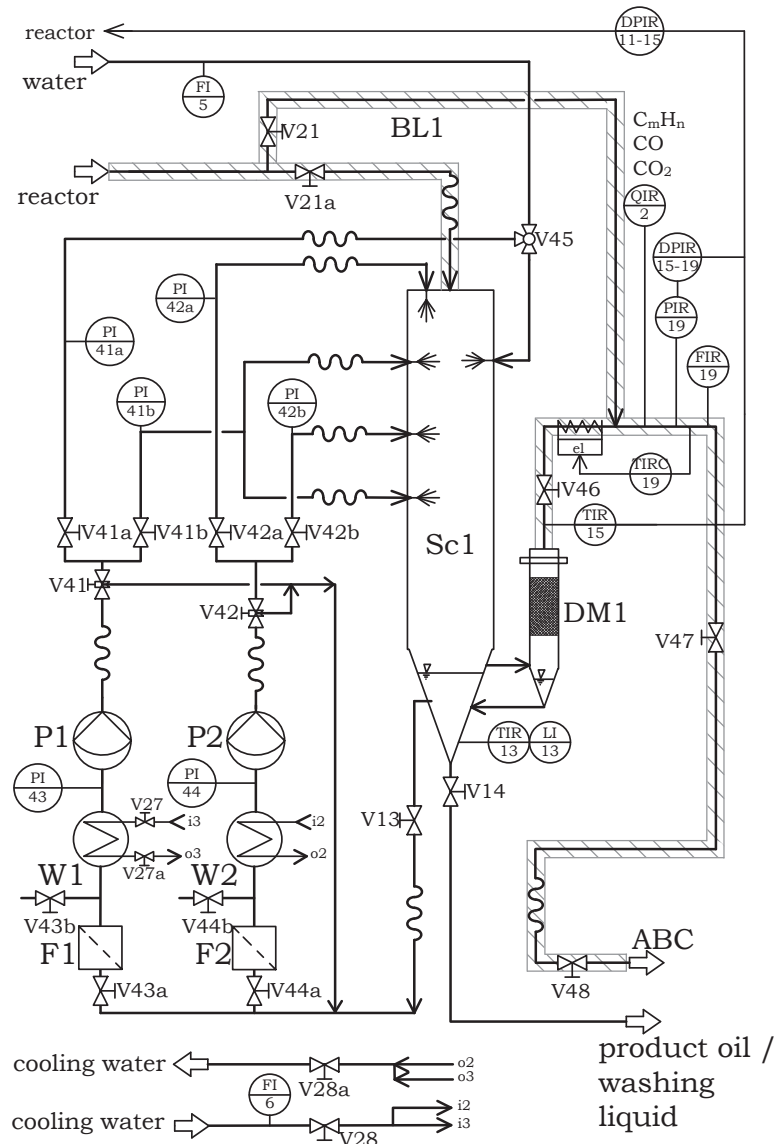 reactor
DPIR
11-15
water
FI
5
BL1
V21
CmHn
CO
CO2
reactor
V21a
QIR
2
V45
DPIR
15-19
PI
42a
PIR
19
PI
41a
FIR
19
PI
41b
PI
42b
el
TIRC
19
V46
V41a
V41b
V42a
V42b
TIR
15
Sc1
V41
V42
DM1
V47
P1
P2
TIR
13
LI
13
PI
43
PI
44
V14
V27
i3
i2
V13
o3
o2
V27a
W1
W2
V43b
V44b
F1
F2
ABC
V43a
V44a
V48
cooling water
V28a
o2
o3
product oil /
washing
liquid
FI
6
cooling water
V28
i2
i3